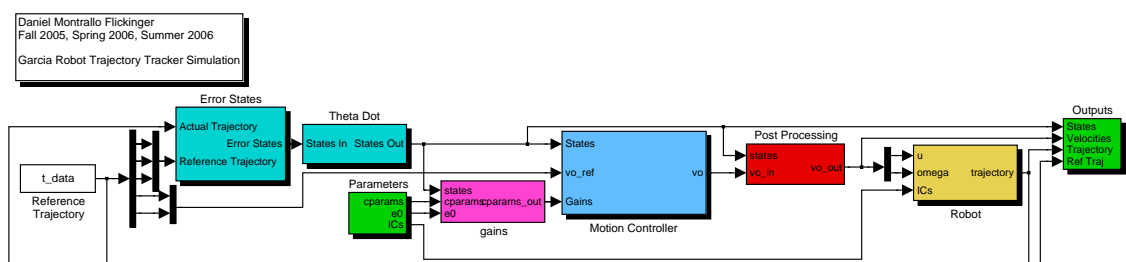 Daniel Montrallo Flickinger
Fall 2005, Spring 2006, Summer 2006
Garcia Robot Trajectory Tracker Simulation
Error States
Actual Trajectory
Error States
Reference Trajectory
Theta Dot
States In States Out
t_data
Reference
Trajectory
Parameters
cparams
e0
ICs
states
cparams
cparams_out
e0
gains
States
vo_ref
vo
Gains
Motion Controller
Post Processing
states
vo_out
vo_in
u
omega
trajectory
ICs
Robot
Outputs
States
Velocities
Trajectory
Ref Traj